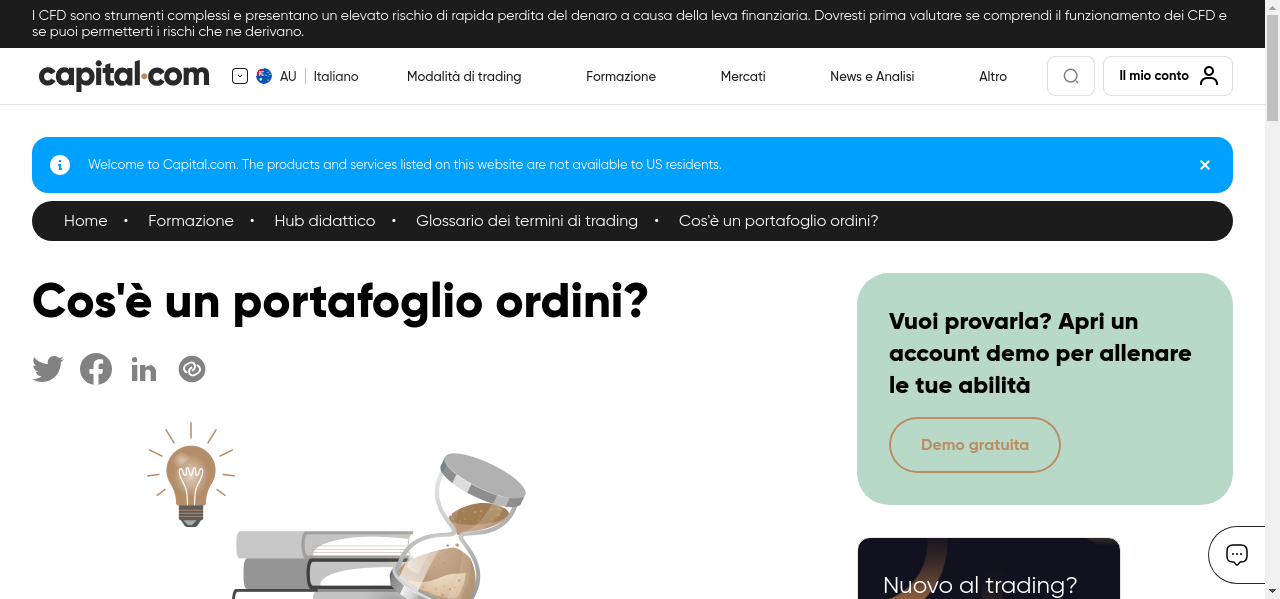 I CFD sono strumenti complessi e presentano un elevato rischio di rapida perdita del denaro a causa della leva finanziaria. Dovresti prima valutare se comprendi il funzionamento dei CFD e
se puoi permetterti i rischi che ne derivano.
capital.com
AU
Italiano
Modalità di trading
Formazione
Mercati
News e Analisi
Altro
Il mio conto
Welcome to Capital.com. The products and services listed on this website are not available to US residents.
Home • Formazione • Hub didattico • Glossario dei termini di trading • Cos'è un portafoglio ordini?
Cos'è un portafoglio ordini?
Vuoi provarla? Apri un
account demo per allenare
le tue abilità
Demo gratuita
Nuovo al trading?